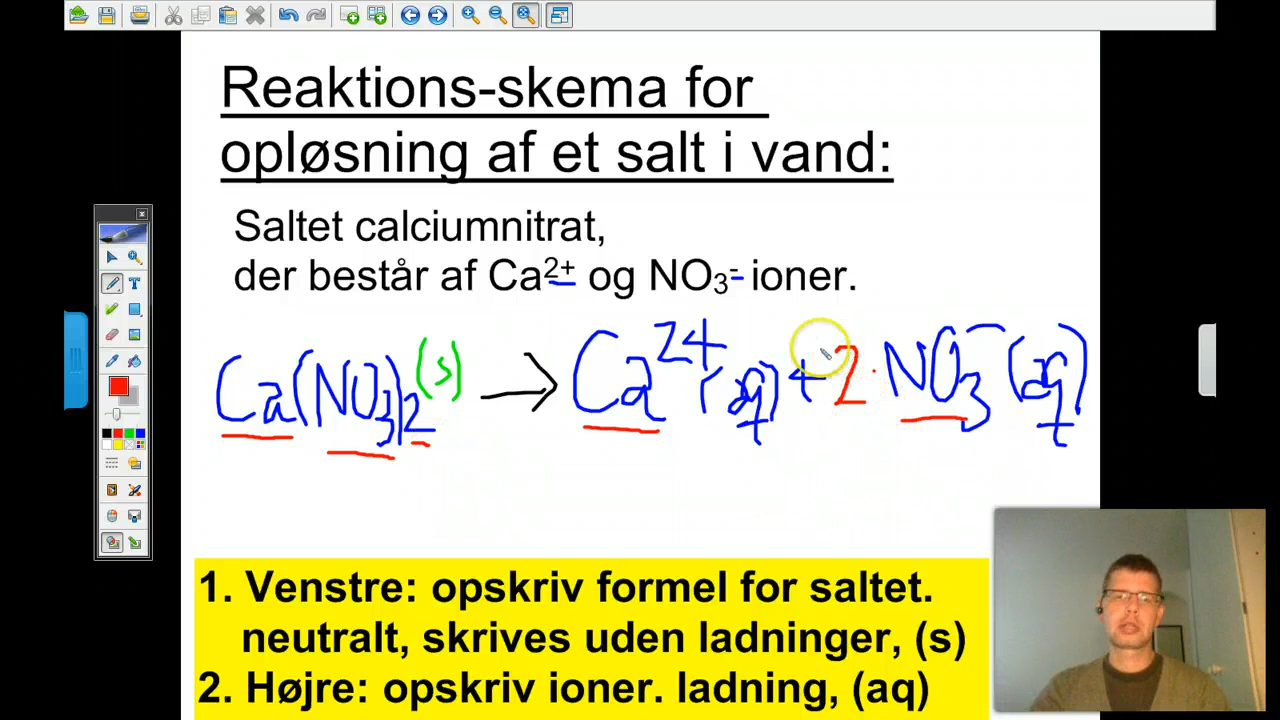 Reaktions-skema for
opløsning af et salt i vand:
Saltet calciumnitrat,
der består af Ca²⁺ og NO₃⁻ ioner.
Ca(NO₃)₂(s) → Ca²⁺(aq) + 2·NO₃⁻(aq)
1. Venstre: opskriv formel for saltet.
neutralt, skrives uden ladninger, (s)
2. Højre: opskriv ioner. ladning, (aq)